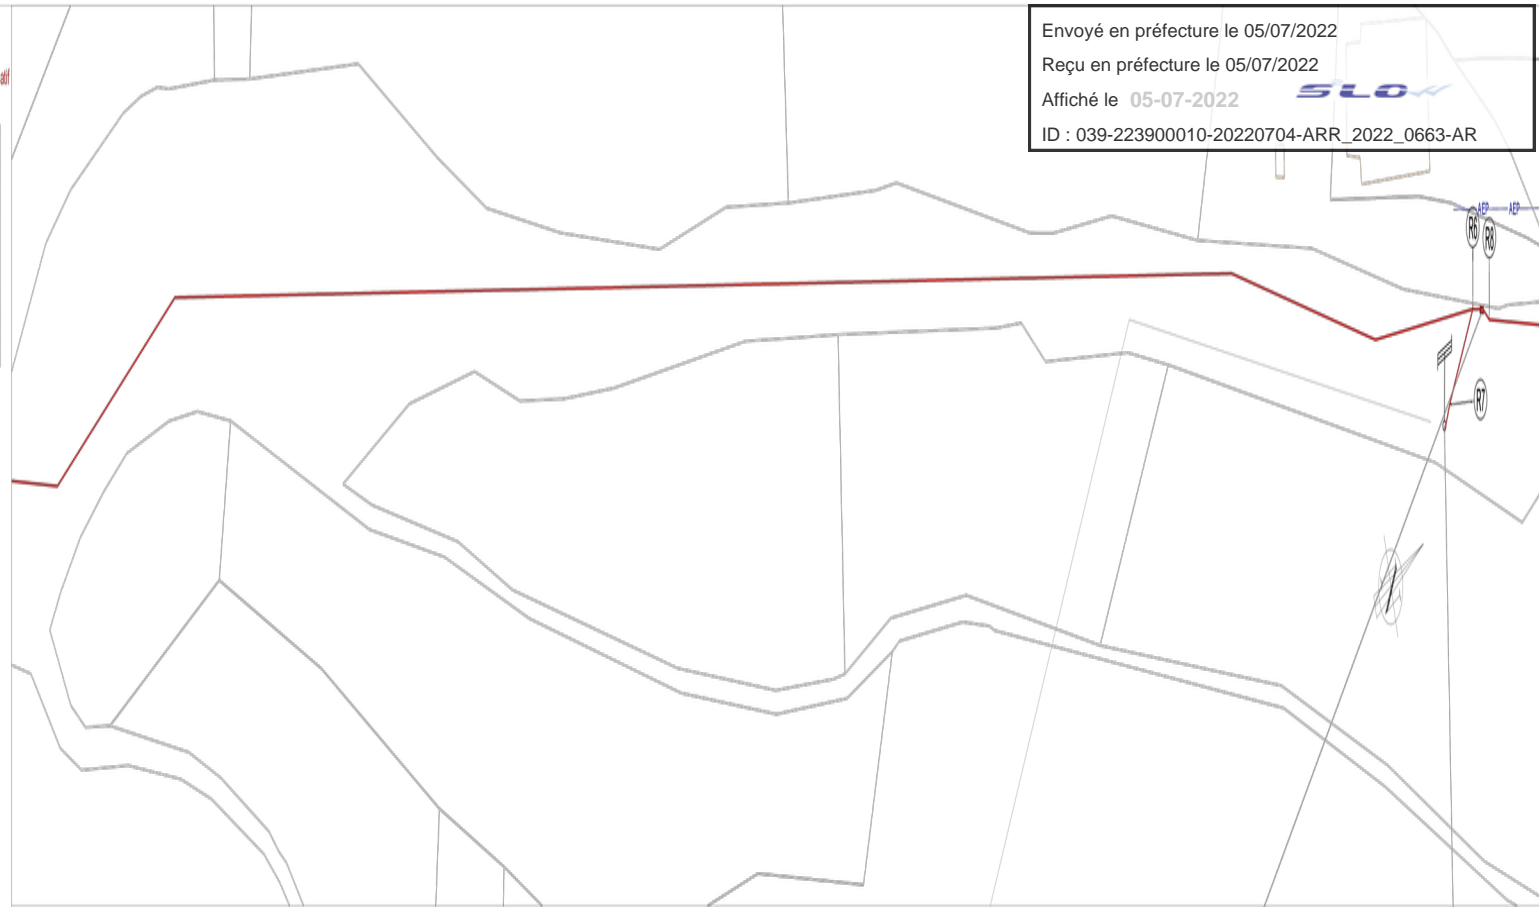 Envoyé en préfecture le 05/07/2022
Reçu en préfecture le 05/07/2022
Affiché le 05-07-2022
SLOW
ID : 039-223900010-20220704-ARR_2022_0663-AR
AEP AEP
R6 R8
R7